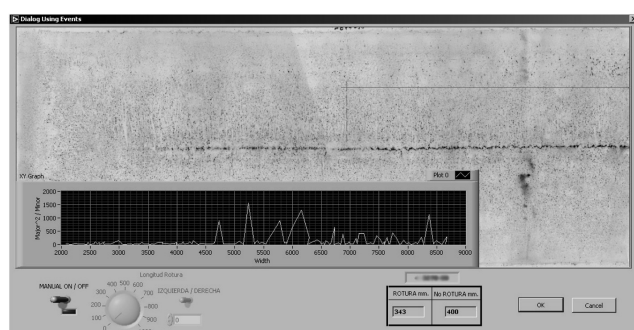 Dialog Using Events
XY Graph
Plot 0
Major^2 / Minor
2000
1500
1000
500
0
2000 2500 3000 3500 4000 4500 5000 5500 6000 6500 7000 7500 8000 8500 9000
Width
MANUAL ON / OFF
Longitud Rotura
100 200 300 400 500 600 700 900
IZQUIERDA / DERECHA
0
ROTURA mm. No ROTURA mm.
343 400
OK Cancel